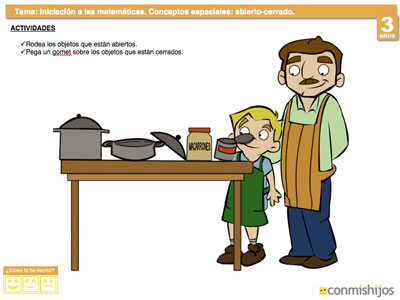 Tema: Iniciación a las matemáticas. Conceptos espaciales: abierto-cerrado.
3
AÑOS
ACTIVIDADES
✓Rodea los objetos que están abiertos.
✓Pega un gomet sobre los objetos que están cerrados.
MACARRONES
¿Cómo lo he hecho?
conmishijos